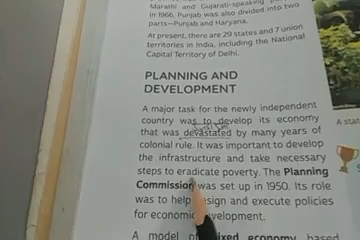 Marathi and Gujarati-speaking
in 1966, Punjab was also divided into two
parts—Punjab and Haryana.
At present, there are 29 states and 7 union
territories in India, including the National
Capital Territory of Delhi.
PLANNING AND
DEVELOPMENT
A major task for the newly independent
country was to develop its economy
that was devastated by many years of
colonial rule. It was important to develop
the infrastructure and take necessary
steps to eradicate poverty. The Planning
Commission was set up in 1950. Its role
was to help design and execute policies
for economic development.
A model of mixed economy based
A sta